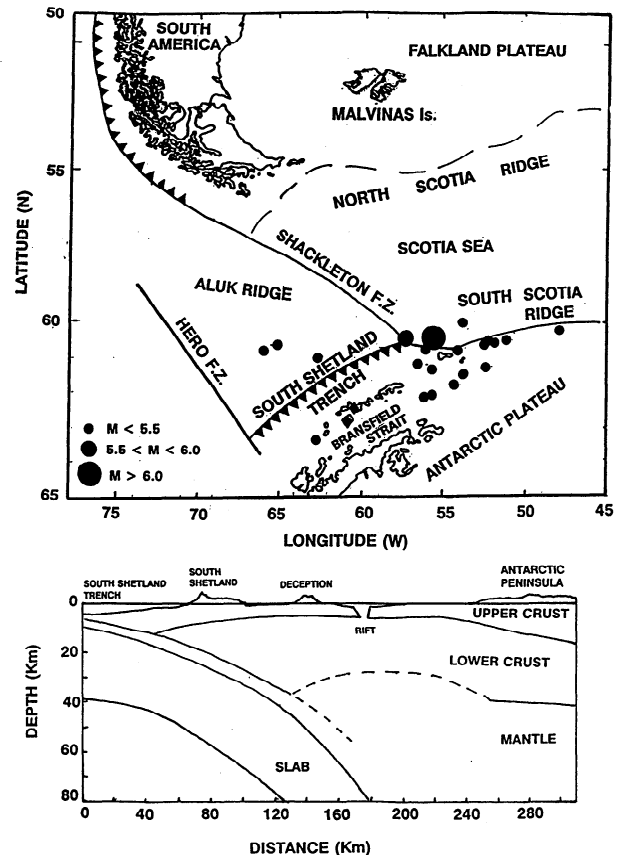 50
SOUTH
AMERICA
FALKLAND PLATEAU
MALVINAS Is.
55
NORTH SCOTIA RIDGE
SHACKLETON F.Z.
SCOTIA SEA
ALUK RIDGE
SOUTH SCOTIA
RIDGE
60
HERO F.Z.
SOUTH SHETLAND
TRENCH
BRANSFIELD
STRAIT
ANTARCTIC PLATEAU
M < 5.5
5.5 < M < 6.0
M > 6.0
65
LATITUDE (N)
75 70 65 60 55 50 45
LONGITUDE (W)
SOUTH SHETLAND
TRENCH
SOUTH
SHETLAND
DECEPTION
ANTARCTIC
PENINSULA
0
UPPER CRUST
RIFT
20
LOWER CRUST
40
MANTLE
60
SLAB
80
DEPTH (Km)
0 40 80 120 160 200 240 280
DISTANCE (Km)